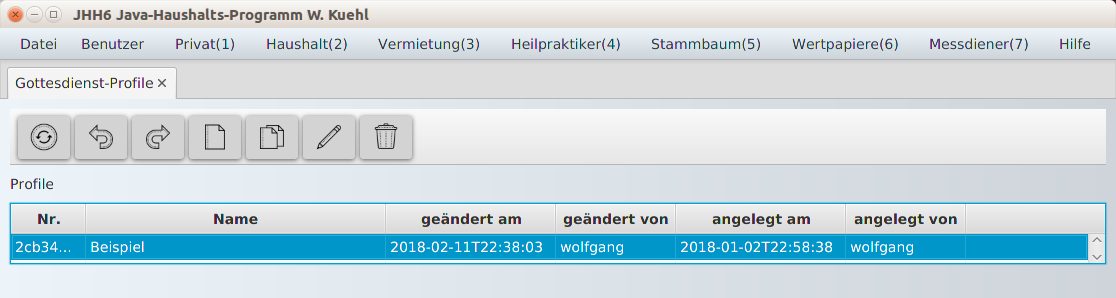 JHH6 Java-Haushalts-Programm W. Kuehl
Datei Benutzer Privat(1) Haushalt(2) Vermietung(3) Heilpraktiker(4) Stammbaum(5) Wertpapiere(6) Messdiener(7) Hilfe
Gottesdienst-Profile
Profile
Nr. Name geändert am geändert von angelegt am angelegt von
2cb34... Beispiel 2018-02-11T22:38:03 wolfgang 2018-01-02T22:58:38 wolfgang